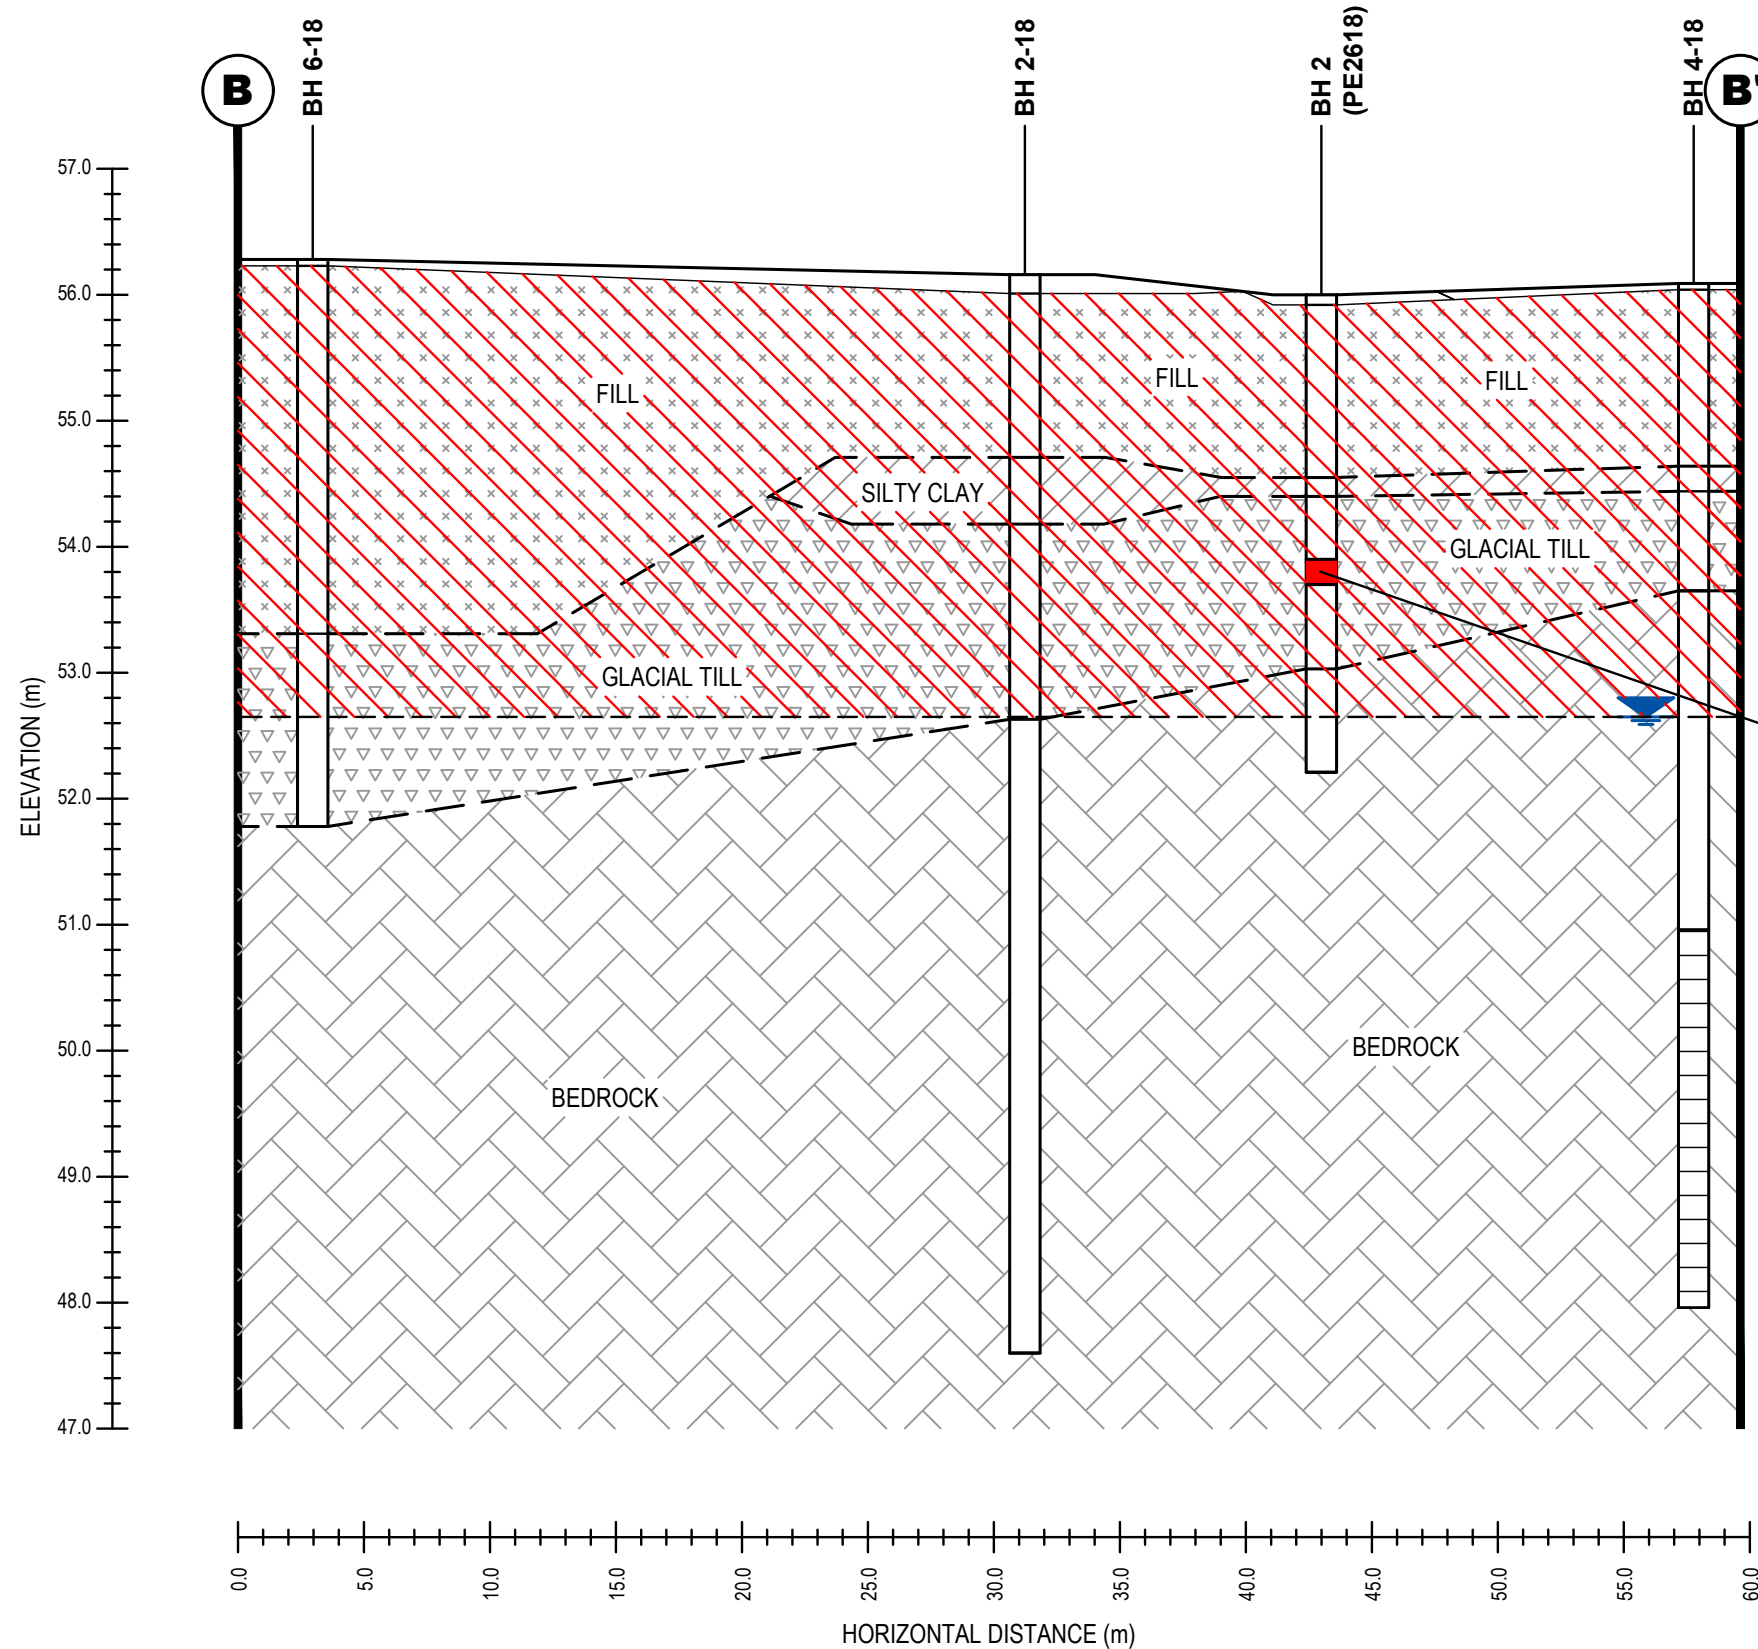 BH 6-18
BH 2-18
BH 2
(PE2618)
BH 4-18
B
B'
57.0
56.0
55.0
54.0
53.0
52.0
51.0
50.0
49.0
48.0
47.0
ELEVATION (m)
FILL
FILL
FILL
SILTY CLAY
GLACIAL TILL
GLACIAL TILL
BEDROCK
BEDROCK
0.0
5.0
10.0
15.0
20.0
25.0
30.0
35.0
40.0
45.0
50.0
55.0
60.0
HORIZONTAL DISTANCE (m)